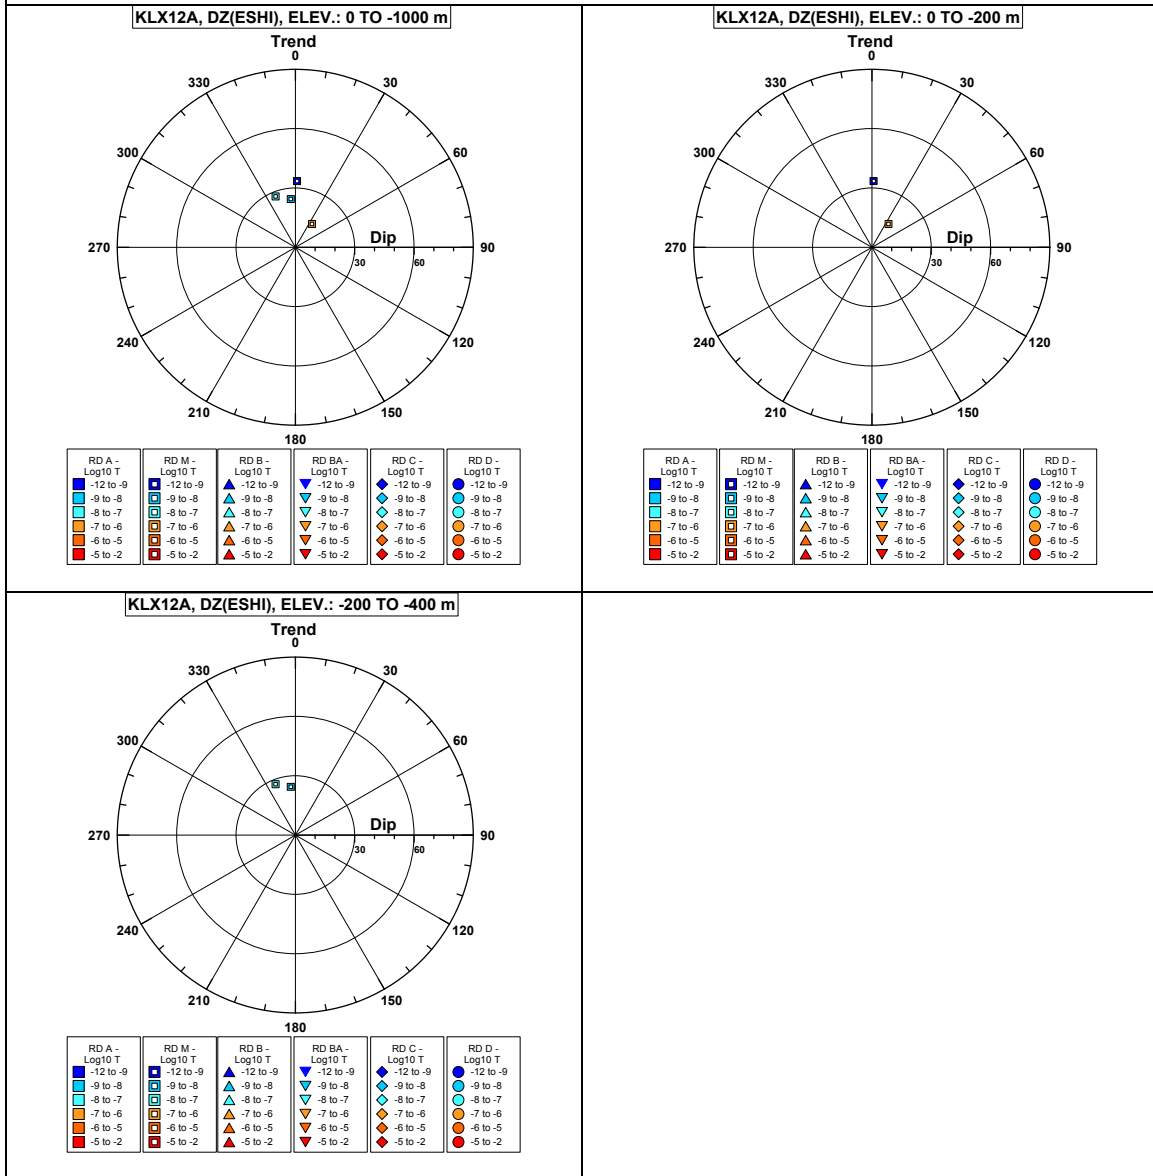 KLX12A, DZ(ESHI), ELEV.: 0 TO -1000 m
Trend
0
330 30
300 60
Dip
270 30 60 90
240 120
210 150
180
RD A - Log10 T RD M - Log10 T RD B - Log10 T RD BA - Log10 T RD C - Log10 T RD D - Log10 T
-12 to -9 -12 to -9 -12 to -9 -12 to -9 -12 to -9 -12 to -9
-9 to -8 -9 to -8 -9 to -8 -9 to -8 -9 to -8 -9 to -8
-8 to -7 -8 to -7 -8 to -7 -8 to -7 -8 to -7 -8 to -7
-7 to -6 -7 to -6 -7 to -6 -7 to -6 -7 to -6 -7 to -6
-6 to -5 -6 to -5 -6 to -5 -6 to -5 -6 to -5 -6 to -5
-5 to -2 -5 to -2 -5 to -2 -5 to -2 -5 to -2 -5 to -2
KLX12A, DZ(ESHI), ELEV.: 0 TO -200 m
Trend
0
330 30
300 60
Dip
270 30 60 90
240 120
210 150
180
RD A - Log10 T RD M - Log10 T RD B - Log10 T RD BA - Log10 T RD C - Log10 T RD D - Log10 T
-12 to -9 -12 to -9 -12 to -9 -12 to -9 -12 to -9 -12 to -9
-9 to -8 -9 to -8 -9 to -8 -9 to -8 -9 to -8 -9 to -8
-8 to -7 -8 to -7 -8 to -7 -8 to -7 -8 to -7 -8 to -7
-7 to -6 -7 to -6 -7 to -6 -7 to -6 -7 to -6 -7 to -6
-6 to -5 -6 to -5 -6 to -5 -6 to -5 -6 to -5 -6 to -5
-5 to -2 -5 to -2 -5 to -2 -5 to -2 -5 to -2 -5 to -2
KLX12A, DZ(ESHI), ELEV.: -200 TO -400 m
Trend
0
330 30
300 60
Dip
270 30 60 90
240 120
210 150
180
RD A - Log10 T RD M - Log10 T RD B - Log10 T RD BA - Log10 T RD C - Log10 T RD D - Log10 T
-12 to -9 -12 to -9 -12 to -9 -12 to -9 -12 to -9 -12 to -9
-9 to -8 -9 to -8 -9 to -8 -9 to -8 -9 to -8 -9 to -8
-8 to -7 -8 to -7 -8 to -7 -8 to -7 -8 to -7 -8 to -7
-7 to -6 -7 to -6 -7 to -6 -7 to -6 -7 to -6 -7 to -6
-6 to -5 -6 to -5 -6 to -5 -6 to -5 -6 to -5 -6 to -5
-5 to -2 -5 to -2 -5 to -2 -5 to -2 -5 to -2 -5 to -2